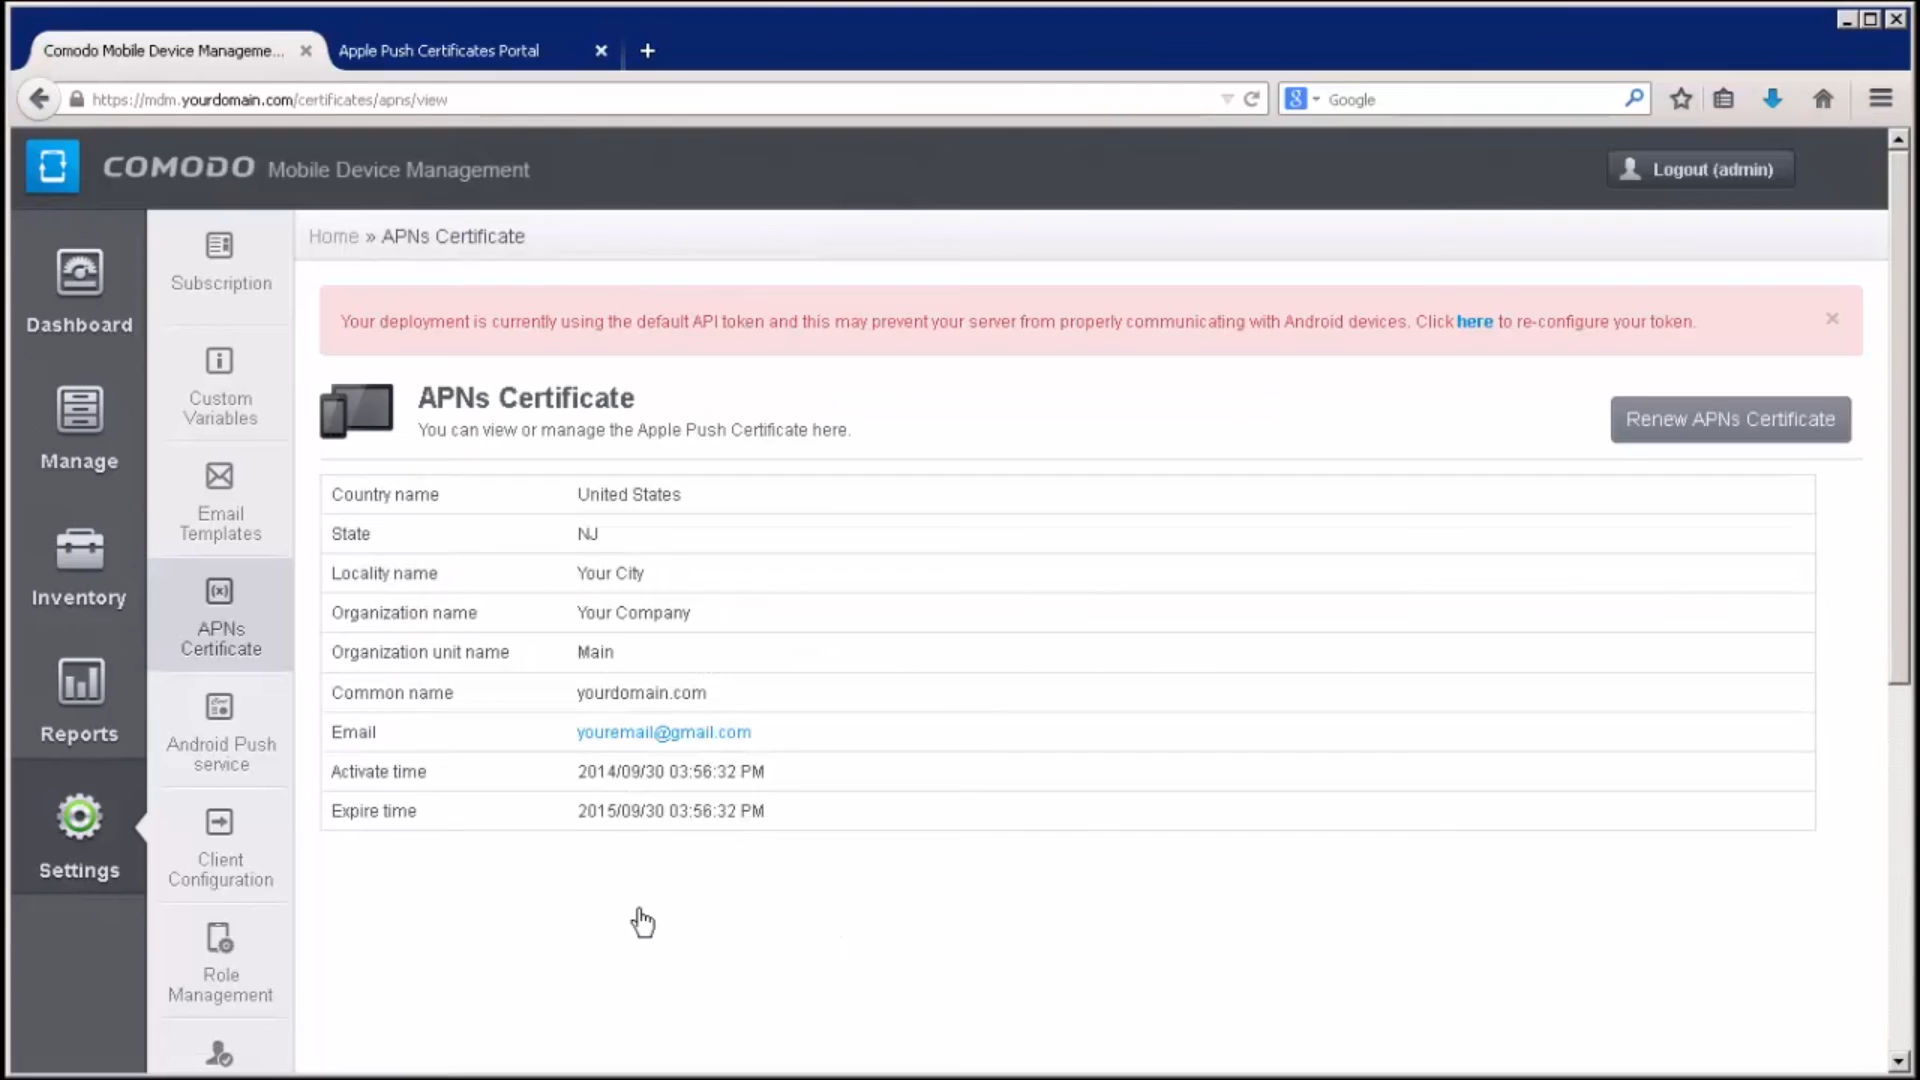 Comodo Mobile Device Manageme...
Apple Push Certificates Portal
https://mdm.yourdomain.com/certificates/apns/view
Google
COMODO Mobile Device Management
Logout (admin)
Dashboard
Manage
Inventory
Reports
Settings
Subscription
Custom
Variables
Email
Templates
APNs
Certificate
Android Push
service
Client
Configuration
Role
Management
Home » APNs Certificate
Your deployment is currently using the default API token and this may prevent your server from properly communicating with Android devices. Click here to re-configure your token.
APNs Certificate
You can view or manage the Apple Push Certificate here.
Renew APNs Certificate
Country name United States
State NJ
Locality name Your City
Organization name Your Company
Organization unit name Main
Common name yourdomain.com
Email youremail@gmail.com
Activate time 2014/09/30 03:56:32 PM
Expire time 2015/09/30 03:56:32 PM